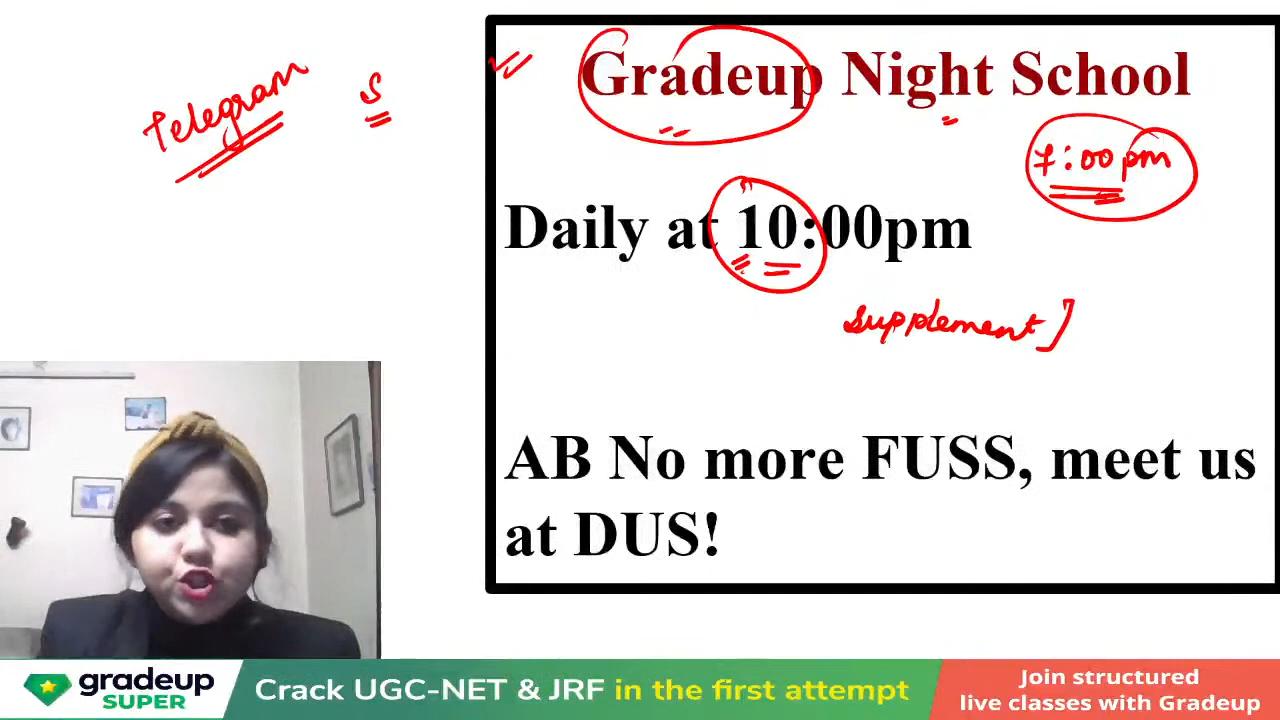 Telegram S
Gradeup Night School
7:00 pm
Daily at 10:00pm
supplement]
AB No more FUSS, meet us
at DUS!
gradeup
SUPER
Crack UGC-NET & JRF in the first attempt
Join structured
live classes with Gradeup